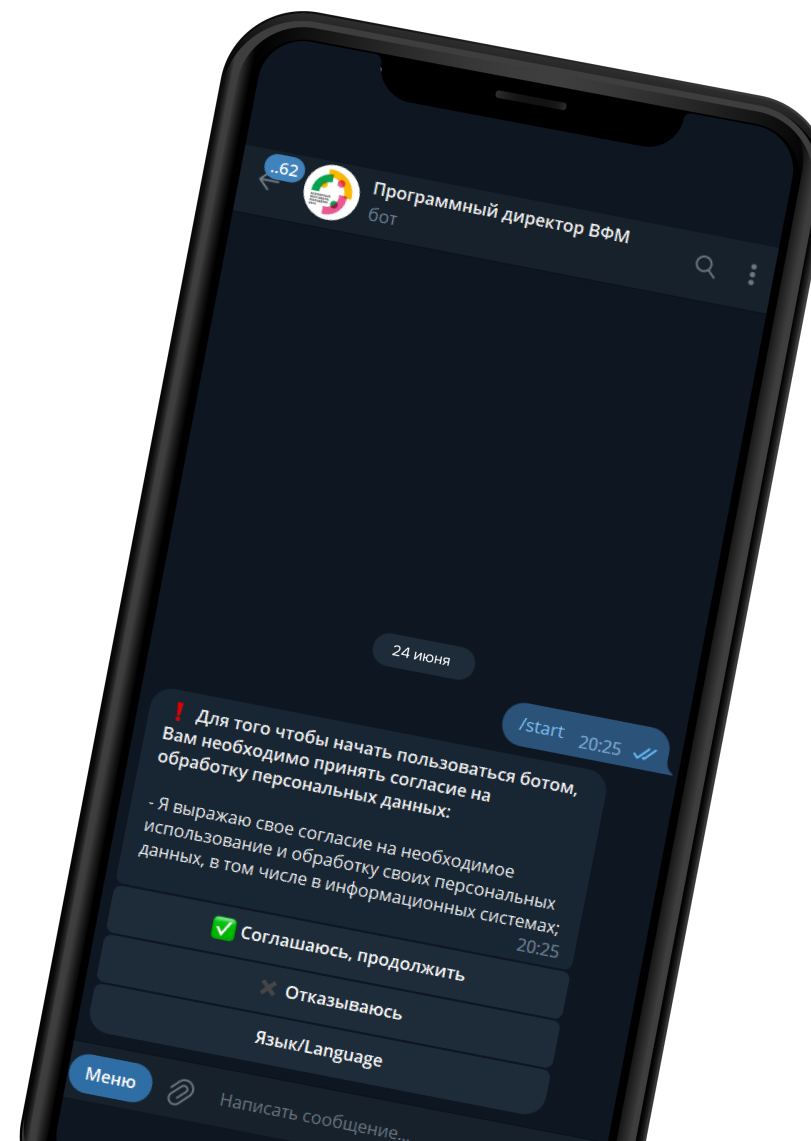 ..62
Программный директор ВФМ
бот
24 июня
/start 20:25
❗ Для того чтобы начать пользоваться ботом,
Вам необходимо принять согласие на
обработку персональных данных:
- Я выражаю свое согласие на необходимое
использование и обработку своих персональных
данных, в том числе в информационных системах;
20:25
✅ Соглашаюсь, продолжить
✖ Отказываюсь
Язык/Language
Меню
Написать сообщение...